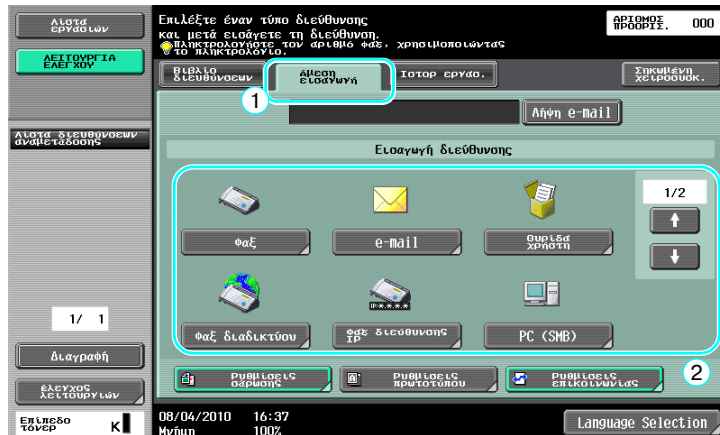 Λίστα
εργασιών
ΛΕΙΤΟΥΡΓΙΑ
ΕΛΕΓΧΟΥ
Λίστα διευθύνσεων
αναμετάδοσης
1/ 1
Διαγραφή
Έλεγχος
λειτουργιών
Επίπεδο
τόνερ
K
Επιλέξτε έναν τύπο διεύθυνσης
και μετά εισάγετε τη διεύθυνση.
Πληκτρολογήστε τον αριθμό φαξ, χρησιμοποιώντας
το πληκτρολόγιο.
ΑΡΙΘΜΟΣ
ΠΡΟΟΡΙΣ.
000
Βιβλίο
διευθύνσεων
Άμεση
εισαγωγή
Ιστορ εργασ.
Σηκωμένη
χειροσυσκ.
1
Λήψη e-mail
Εισαγωγή διεύθυνσης
Φαξ
e-mail
Θυρίδα
χρήστη
1/2
Φαξ διαδικτύου
IP*.*.*.*
Φαξ διεύθυνσης
IP
PC (SMB)
Ρυθμίσεις
σάρωσης
Ρυθμίσεις
πρωτοτύπου
Ρυθμίσεις
επικοινωνίας
2
08/04/2010 16:37
Μνήμη 100%
Language Selection